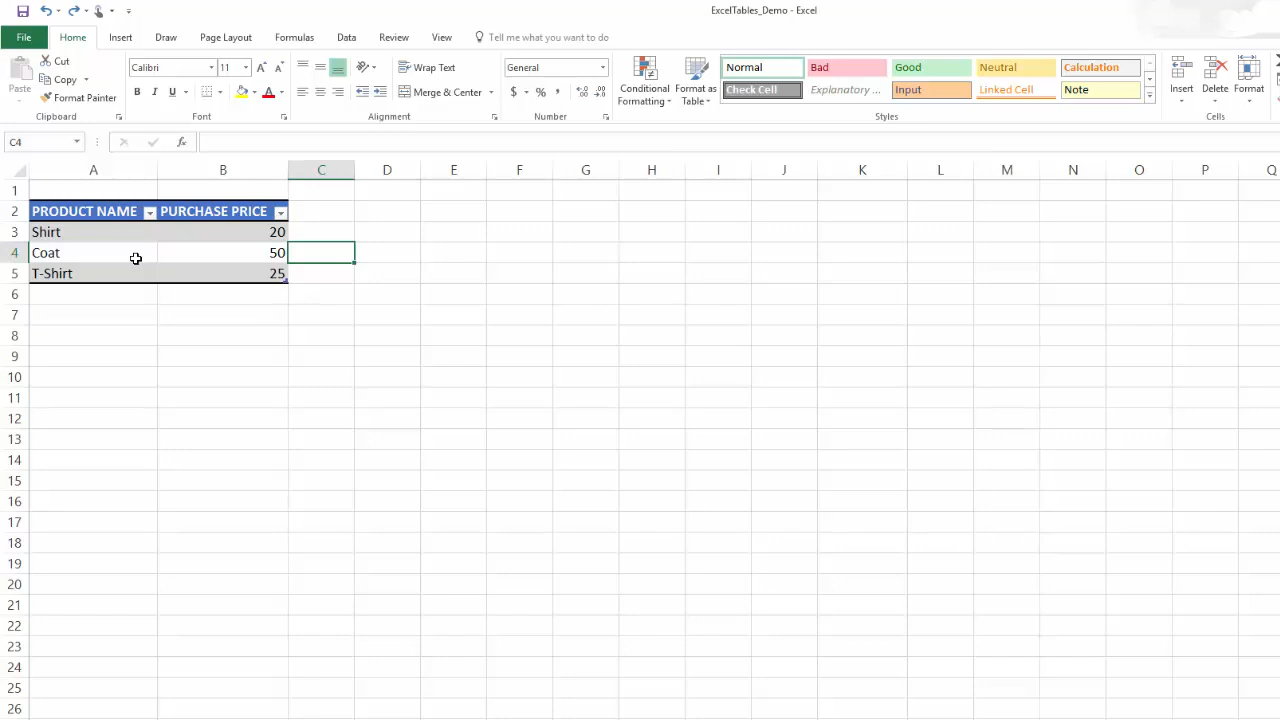 ExcelTables_Demo - Excel
File Home Insert Draw Page Layout Formulas Data Review View Tell me what you want to do
Paste
Cut
Copy
Format Painter
Clipboard
Calibri 11
B I U
Font
Wrap Text
Merge & Center
Alignment
General
$ % ,
Number
Conditional Formatting
Format as Table
Normal Bad Good Neutral Calculation
Check Cell Explanatory ... Input Linked Cell Note
Styles
Insert Delete Format
Cells
C4 fx
A B C D E F G H I J K L M N O P Q
1
2 PRODUCT NAME PURCHASE PRICE
3 Shirt 20
4 Coat 50
5 T-Shirt 25
6
7
8
9
10
11
12
13
14
15
16
17
18
19
20
21
22
23
24
25
26